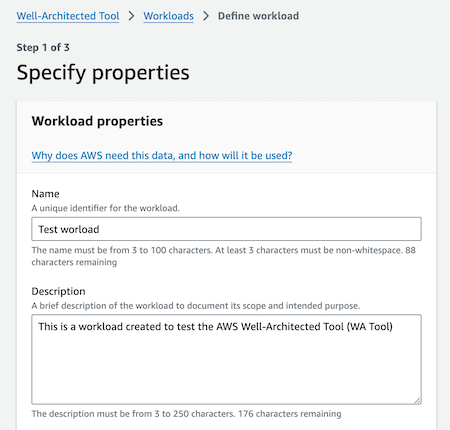 Well-Architected Tool > Workloads > Define workload
Step 1 of 3
Specify properties
Workload properties
Why does AWS need this data, and how will it be used?
Name
A unique identifier for the workload.
Test worload
The name must be from 3 to 100 characters. At least 3 characters must be non-whitespace. 88
characters remaining
Description
A brief description of the workload to document its scope and intended purpose.
This is a workload created to test the AWS Well-Architected Tool (WA Tool)
The description must be from 3 to 250 characters. 176 characters remaining